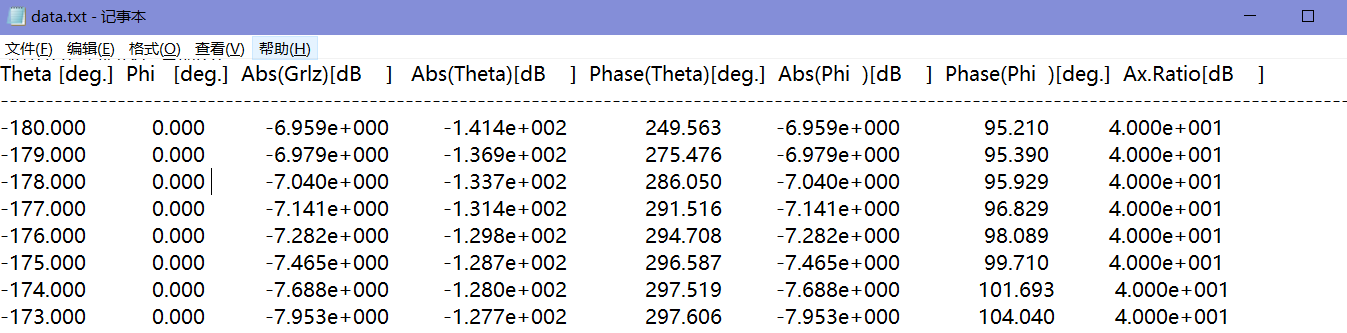 data.txt - 记事本
文件(F) 编辑(E) 格式(O) 查看(V) 帮助(H)
Theta [deg.] Phi [deg.] Abs(Grlz)[dB ] Abs(Theta)[dB ] Phase(Theta)[deg.] Abs(Phi )[dB ] Phase(Phi )[deg.] Ax.Ratio[dB ]
------------------------------------------------------------------------------------------------------------------------
-180.000 0.000 -6.959e+000 -1.414e+002 249.563 -6.959e+000 95.210 4.000e+001
-179.000 0.000 -6.979e+000 -1.369e+002 275.476 -6.979e+000 95.390 4.000e+001
-178.000 0.000 -7.040e+000 -1.337e+002 286.050 -7.040e+000 95.929 4.000e+001
-177.000 0.000 -7.141e+000 -1.314e+002 291.516 -7.141e+000 96.829 4.000e+001
-176.000 0.000 -7.282e+000 -1.298e+002 294.708 -7.282e+000 98.089 4.000e+001
-175.000 0.000 -7.465e+000 -1.287e+002 296.587 -7.465e+000 99.710 4.000e+001
-174.000 0.000 -7.688e+000 -1.280e+002 297.519 -7.688e+000 101.693 4.000e+001
-173.000 0.000 -7.953e+000 -1.277e+002 297.606 -7.953e+000 104.040 4.000e+001